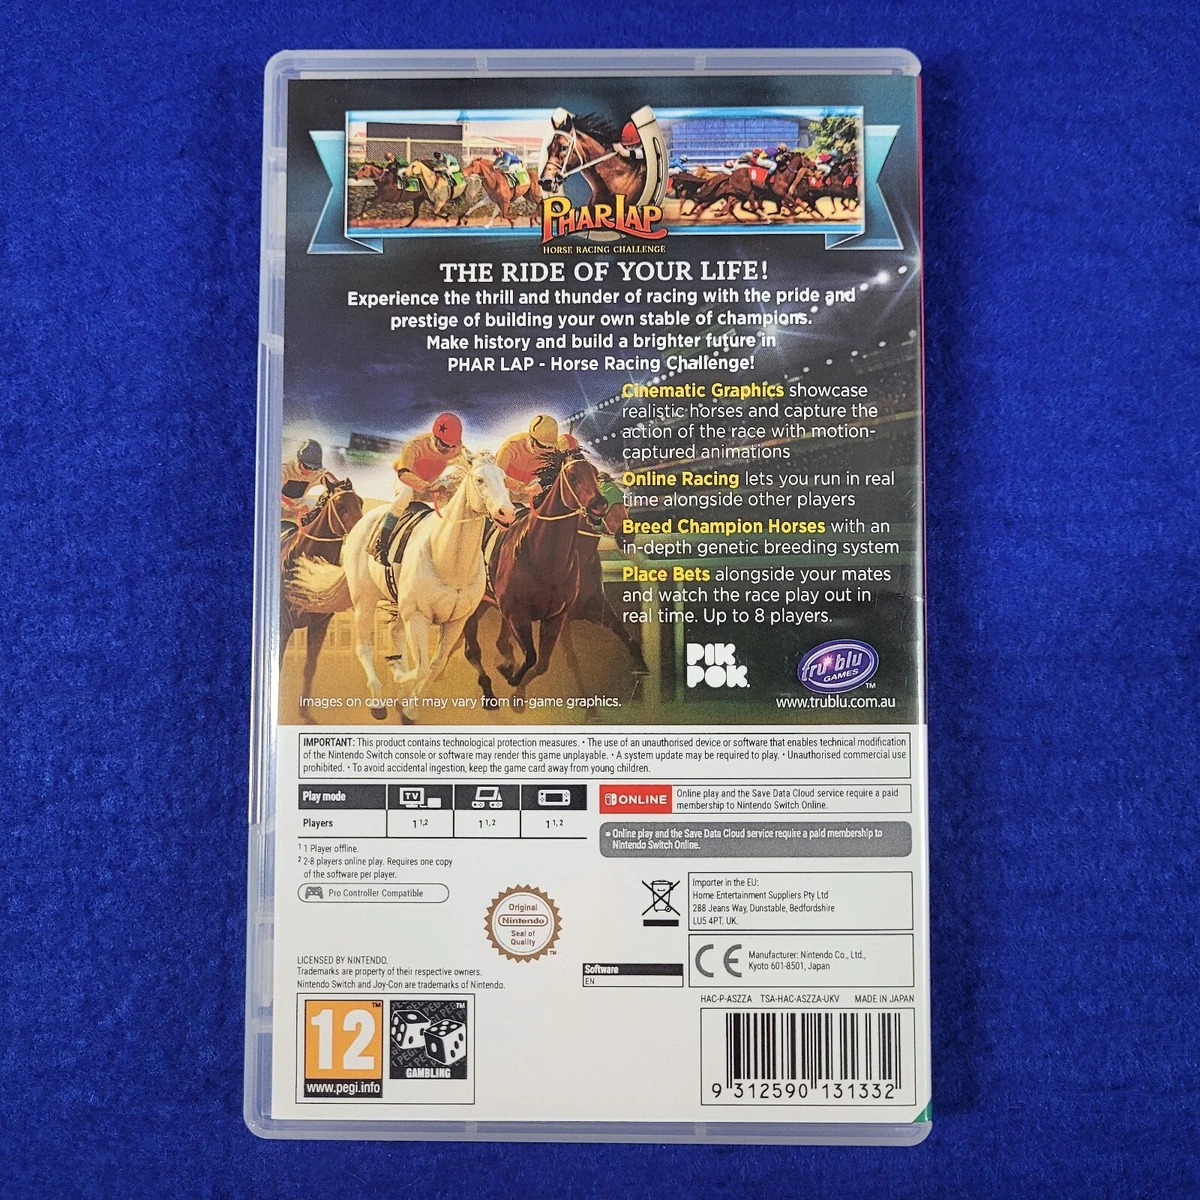 PHAR LAP
HORSE RACING CHALLENGE
THE RIDE OF YOUR LIFE!
Experience the thrill and thunder of racing with the pride and
prestige of building your own stable of champions.
Make history and build a brighter future in
PHAR LAP - Horse Racing Challenge!
Cinematic Graphics showcase
realistic horses and capture the
action of the race with motion-
captured animations
Online Racing lets you run in real
time alongside other players
Breed Champion Horses with an
in-depth genetic breeding system
Place Bets alongside your mates
and watch the race play out in
real time. Up to 8 players.
PIK
POK.
tru blu
GAMES
TM
Images on cover art may vary from in-game graphics.
www.trublu.com.au
IMPORTANT: This product contains technological protection measures. • The use of an unauthorised device or software that enables technical modification
of the Nintendo Switch console or software may render this game unplayable. • A system update may be required to play. • Unauthorised commercial use
prohibited. • To avoid accidental ingestion, keep the game card away from young children.
Play mode
TV
Players
1 1,2
1 1, 2
1 1, 2
ONLINE
Online play and the Save Data Cloud service require a paid
membership to Nintendo Switch Online.
• Online play and the Save Data Cloud service require a paid membership to
Nintendo Switch Online.
1 1 Player offline.
2 2-8 players online play. Requires one copy
of the software per player.
Pro Controller Compatible
Original
Nintendo
Seal of
Quality
TM
Importer in the EU:
Home Entertainment Suppliers Pty Ltd
288 Jeans Way, Dunstable, Bedfordshire
LU5 4PT. UK.
CE
Manufacturer: Nintendo Co., Ltd.,
Kyoto 601-8501, Japan
LICENSED BY NINTENDO.
Trademarks are property of their respective owners.
Nintendo Switch and Joy-Con are trademarks of Nintendo.
Software
EN
HAC-P-ASZZA TSA-HAC-ASZZA-UKV MADE IN JAPAN
12
TM
www.pegi.info
TM
GAMBLING
9 312590 131332